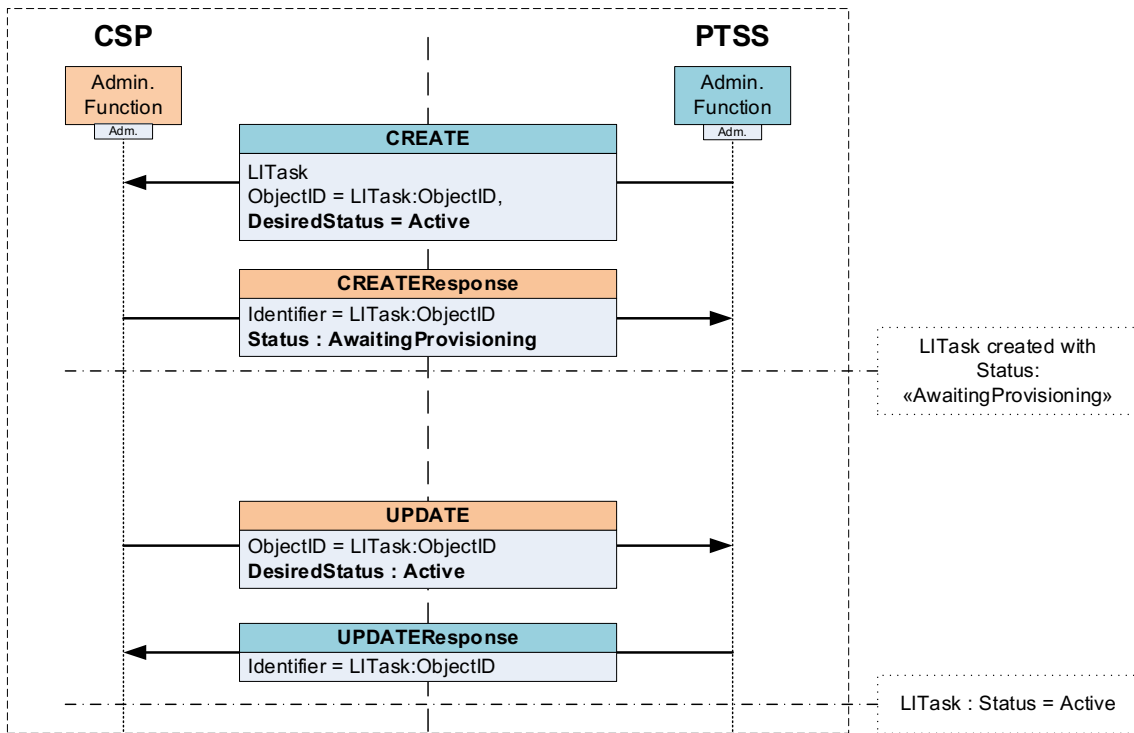 CSP
PTSS
Admin.
Function
Adm.
Admin.
Function
Adm.
CREATE
LITask
ObjectID = LITask:ObjectID,
DesiredStatus = Active
CREATEResponse
Identifier = LITask:ObjectID
Status : AwaitingProvisioning
LITask created with
Status:
«AwaitingProvisioning»
UPDATE
ObjectID = LITask:ObjectID
DesiredStatus : Active
UPDATEResponse
Identifier = LITask:ObjectID
LITask : Status = Active